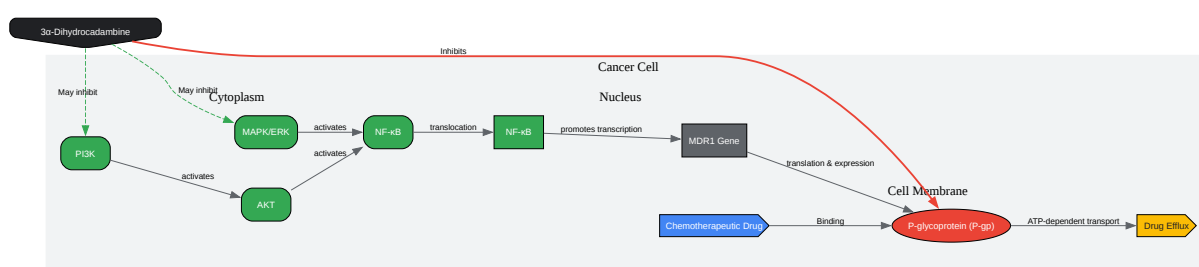 3α-Dihydrocadambine
Inhibits
Cancer Cell
May inhibit
May inhibit
Cytoplasm
Nucleus
MAPK/ERK
activates
NF-κB
translocation
NF-κB
promotes transcription
MDR1 Gene
PI3K
activates
activates
translation & expression
AKT
Cell Membrane
Chemotherapeutic Drug
Binding
P-glycoprotein (P-gp)
ATP-dependent transport
Drug Efflux